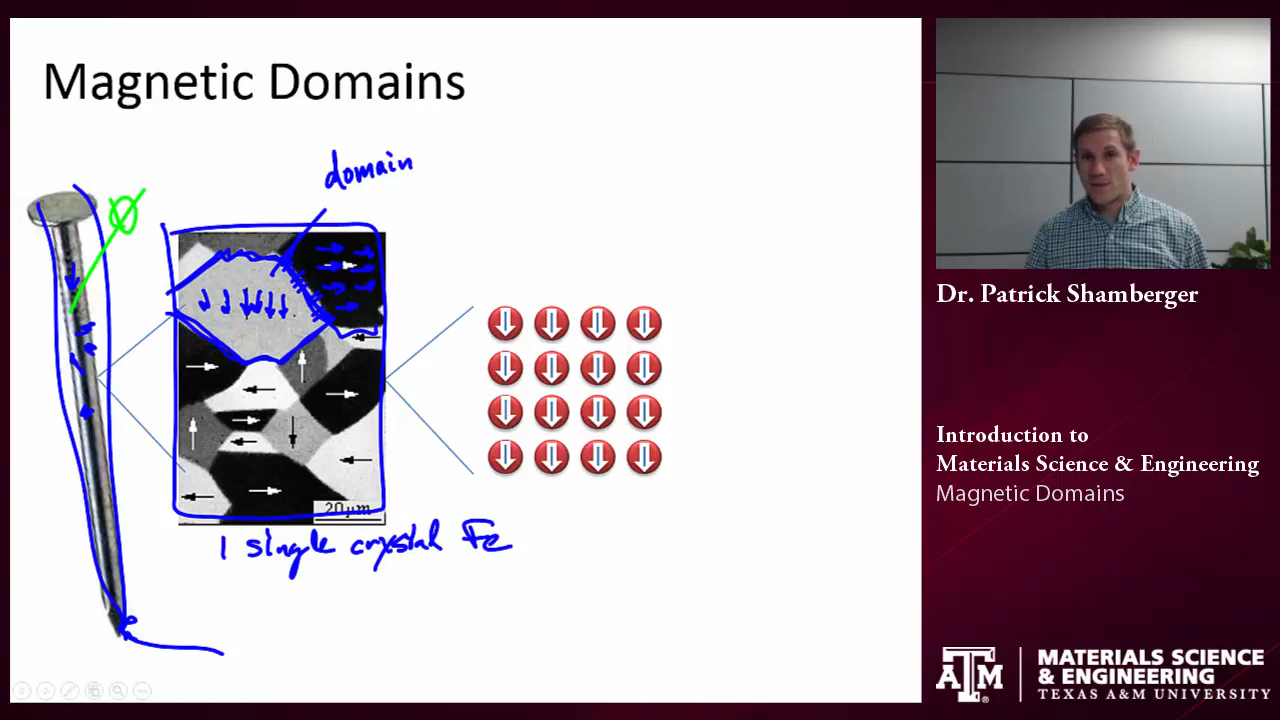 Magnetic Domains
domain
20 µm
1 single crystal Fe
Dr. Patrick Shamberger
Introduction to
Materials Science & Engineering
Magnetic Domains
ATM
MATERIALS SCIENCE
& ENGINEERING
TEXAS A&M UNIVERSITY